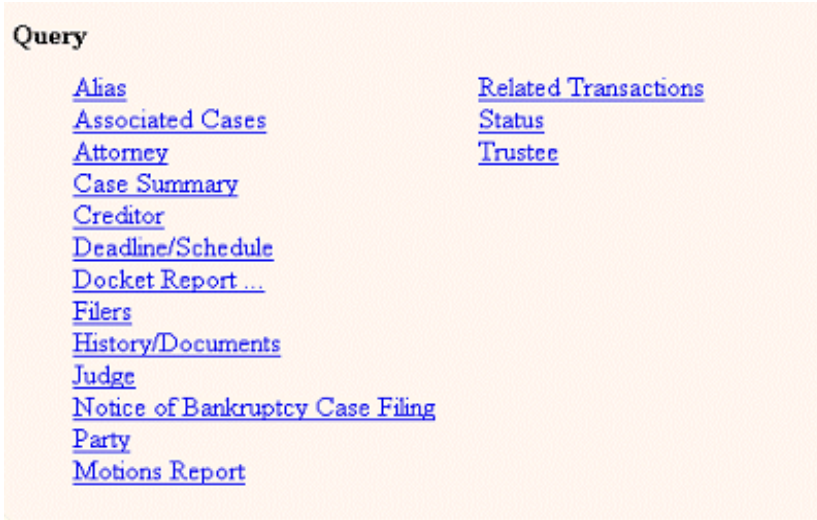 Query
Alias
Associated Cases
Attorney
Case Summary
Creditor
Deadline/Schedule
Docket Report ...
Filers
History/Documents
Judge
Notice of Bankruptcy Case Filing
Party
Motions Report
Related Transactions
Status
Trustee